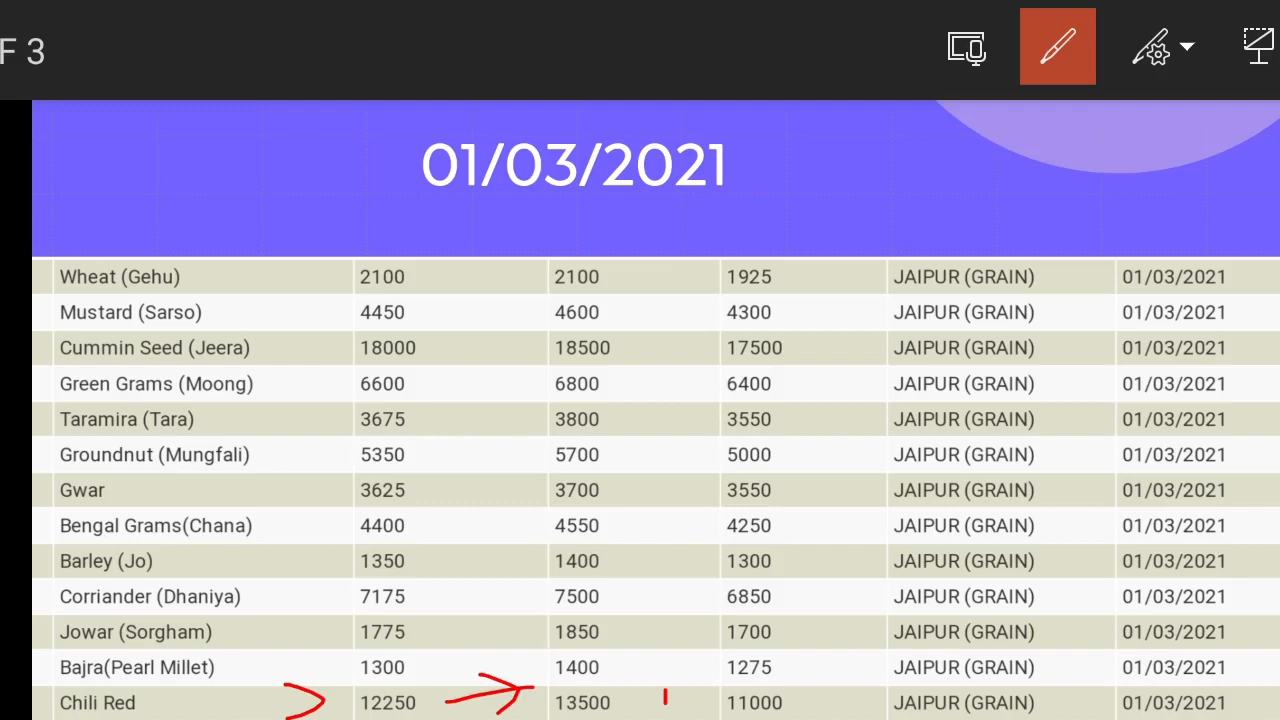 F 3
01/03/2021
Wheat (Gehu) 2100 2100 1925 JAIPUR (GRAIN) 01/03/2021
Mustard (Sarso) 4450 4600 4300 JAIPUR (GRAIN) 01/03/2021
Cummin Seed (Jeera) 18000 18500 17500 JAIPUR (GRAIN) 01/03/2021
Green Grams (Moong) 6600 6800 6400 JAIPUR (GRAIN) 01/03/2021
Taramira (Tara) 3675 3800 3550 JAIPUR (GRAIN) 01/03/2021
Groundnut (Mungfali) 5350 5700 5000 JAIPUR (GRAIN) 01/03/2021
Gwar 3625 3700 3550 JAIPUR (GRAIN) 01/03/2021
Bengal Grams(Chana) 4400 4550 4250 JAIPUR (GRAIN) 01/03/2021
Barley (Jo) 1350 1400 1300 JAIPUR (GRAIN) 01/03/2021
Corriander (Dhaniya) 7175 7500 6850 JAIPUR (GRAIN) 01/03/2021
Jowar (Sorgham) 1775 1850 1700 JAIPUR (GRAIN) 01/03/2021
Bajra(Pearl Millet) 1300 1400 1275 JAIPUR (GRAIN) 01/03/2021
Chili Red 12250 13500 11000 JAIPUR (GRAIN) 01/03/2021